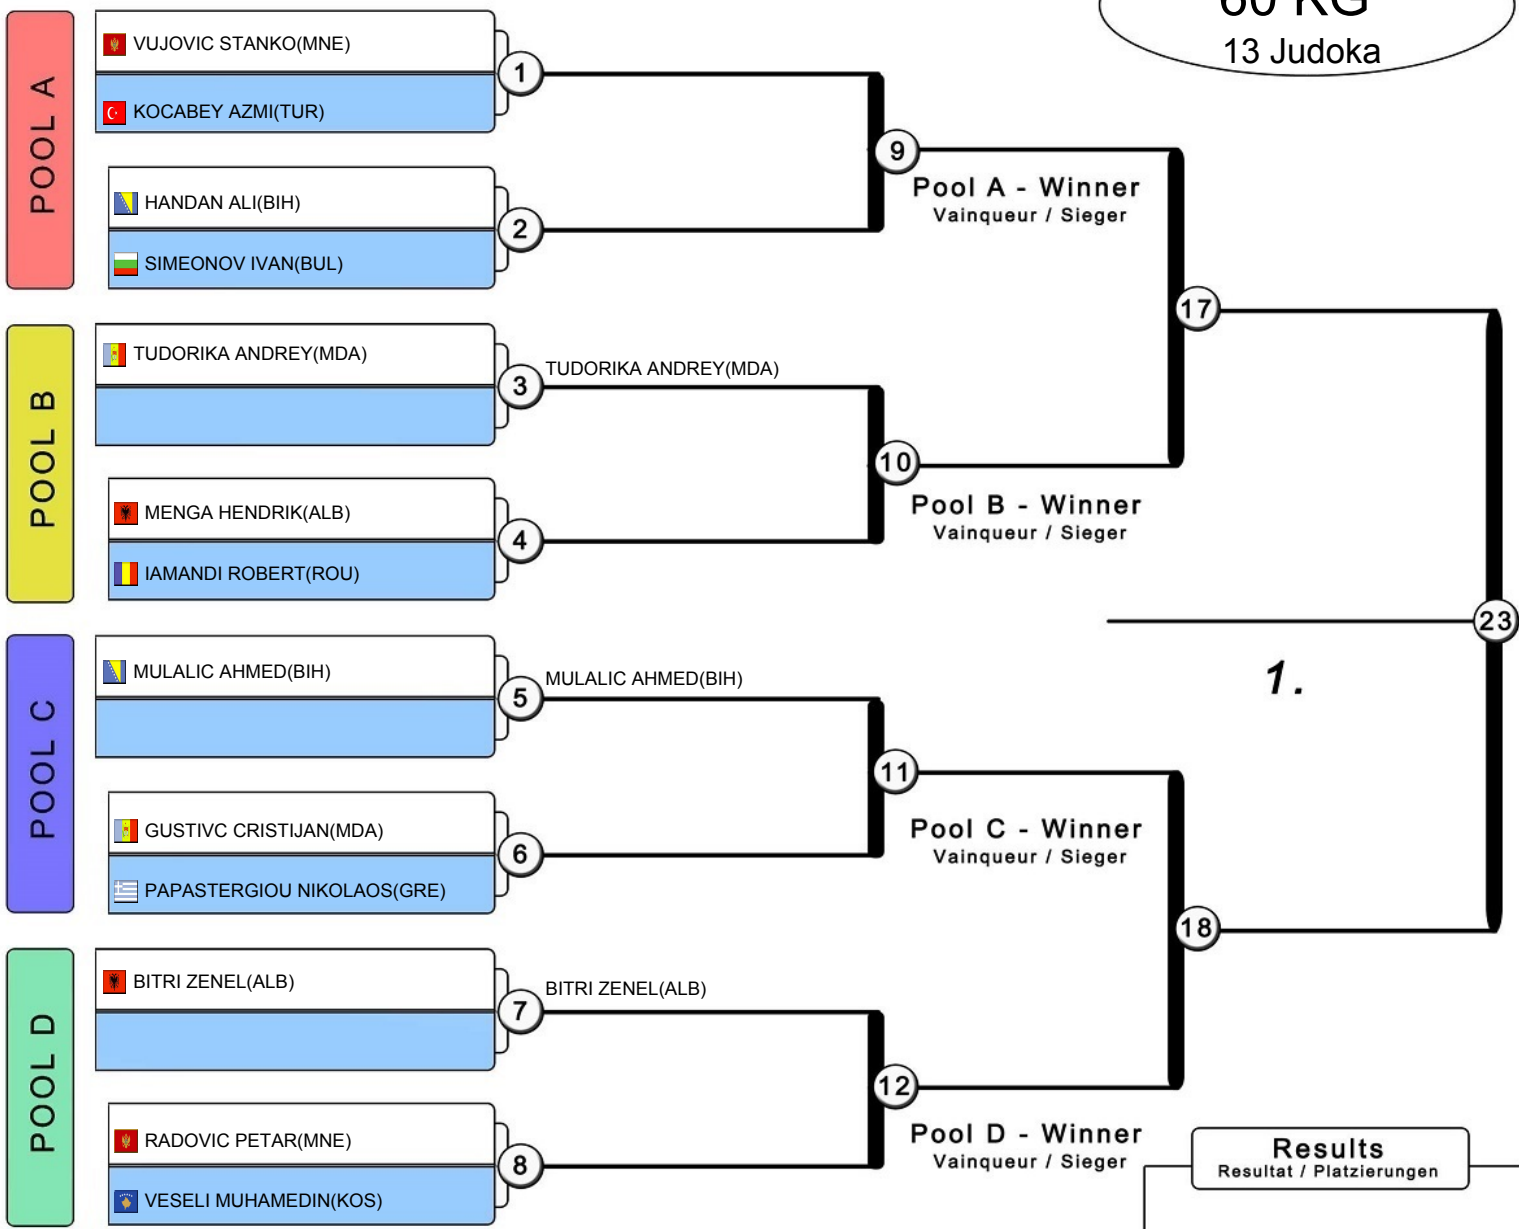 60 KG
13 Judoka
POOL A
VUJOVIC STANKO(MNE)
1
KOCABEY AZMI(TUR)
HANDAN ALI(BIH)
2
SIMEONOV IVAN(BUL)
9
Pool A - Winner
Vainqueur / Sieger
17
POOL B
TUDORIKA ANDREY(MDA)
3
TUDORIKA ANDREY(MDA)
MENGA HENDRIK(ALB)
4
IAMANDI ROBERT(ROU)
10
Pool B - Winner
Vainqueur / Sieger
23
1.
POOL C
MULALIC AHMED(BIH)
5
MULALIC AHMED(BIH)
GUSTIVC CRISTIJAN(MDA)
6
PAPASTERGIOU NIKOLAOS(GRE)
11
Pool C - Winner
Vainqueur / Sieger
18
POOL D
BITRI ZENEL(ALB)
7
BITRI ZENEL(ALB)
RADOVIC PETAR(MNE)
8
VESELI MUHAMEDIN(KOS)
12
Pool D - Winner
Vainqueur / Sieger
Results
Resultat / Platzierungen